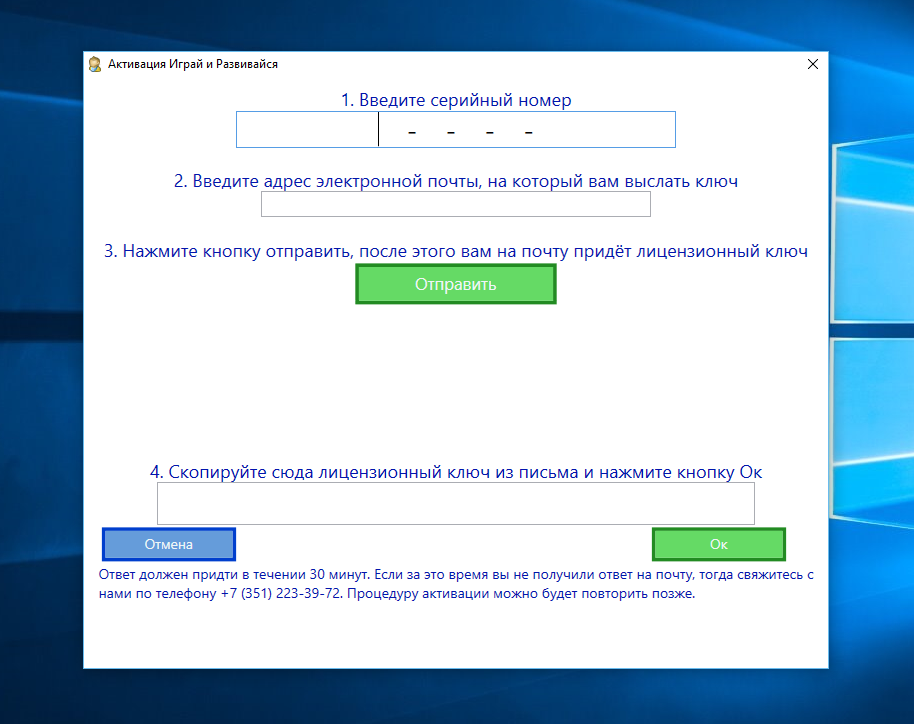 Активация Играй и Развивайся
1. Введите серийный номер
- - - -
2. Введите адрес электронной почты, на который вам выслать ключ
3. Нажмите кнопку отправить, после этого вам на почту придёт лицензионный ключ
Отправить
4. Скопируйте сюда лицензионный ключ из письма и нажмите кнопку Ок
Отмена
Ок
Ответ должен придти в течении 30 минут. Если за это время вы не получили ответ на почту, тогда свяжитесь с
нами по телефону +7 (351) 223-39-72. Процедуру активации можно будет повторить позже.